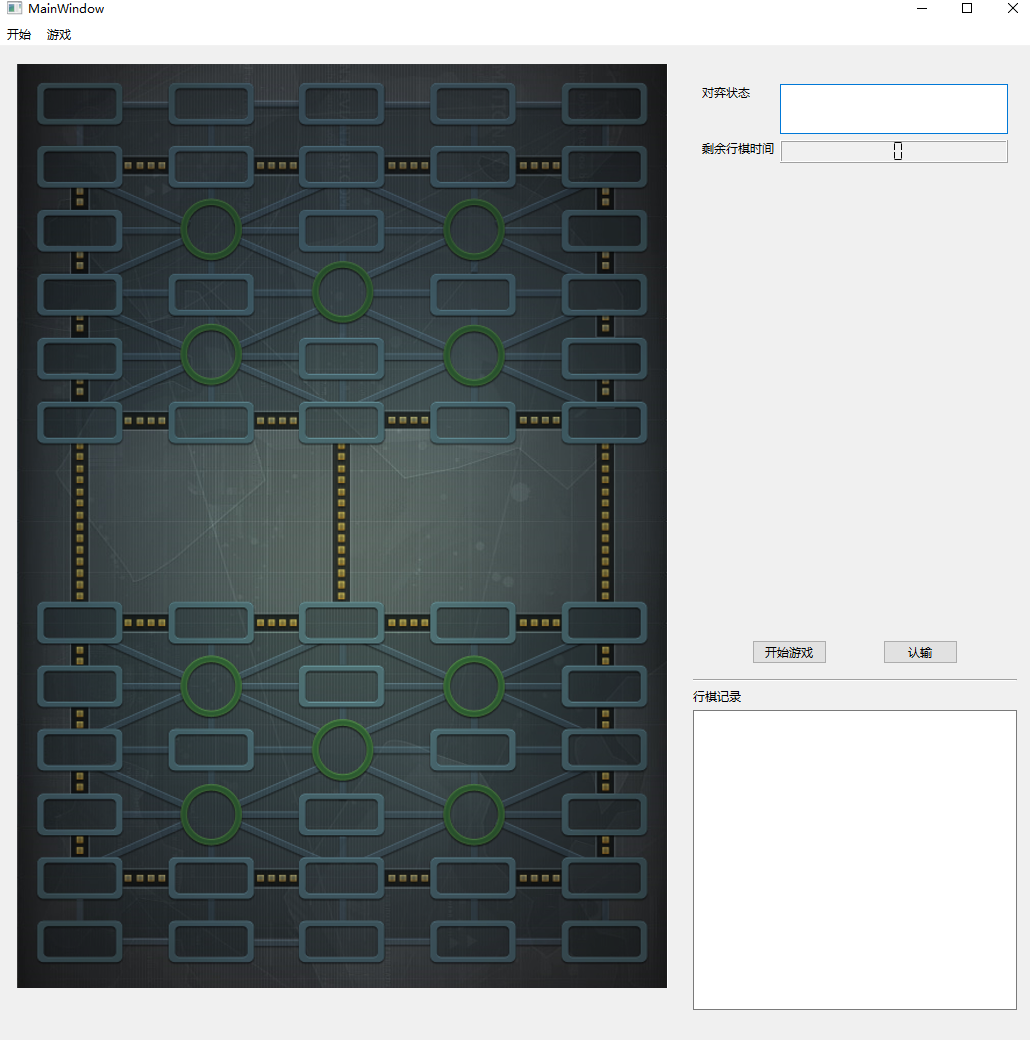 MainWindow
开始 游戏
对弈状态
剩余行棋时间 0
开始游戏 认输
行棋记录